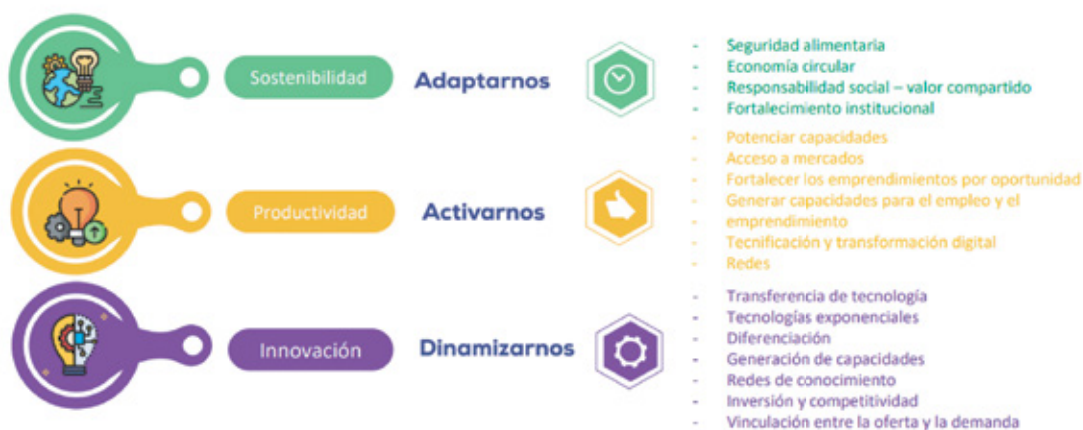 Sostenibilidad
Adaptarnos
- Seguridad alimentaria
- Economía circular
- Responsabilidad social – valor compartido
- Fortalecimiento institucional
Productividad
Activarnos
- Potenciar capacidades
- Acceso a mercados
- Fortalecer los emprendimientos por oportunidad
- Generar capacidades para el empleo y el
- emprendimiento
- Tecnificación y transformación digital
- Redes
Innovación
Dinamizarnos
- Transferencia de tecnología
- Tecnologías exponenciales
- Diferenciación
- Generación de capacidades
- Redes de conocimiento
- Inversión y competitividad
- Vinculación entre la oferta y la demanda